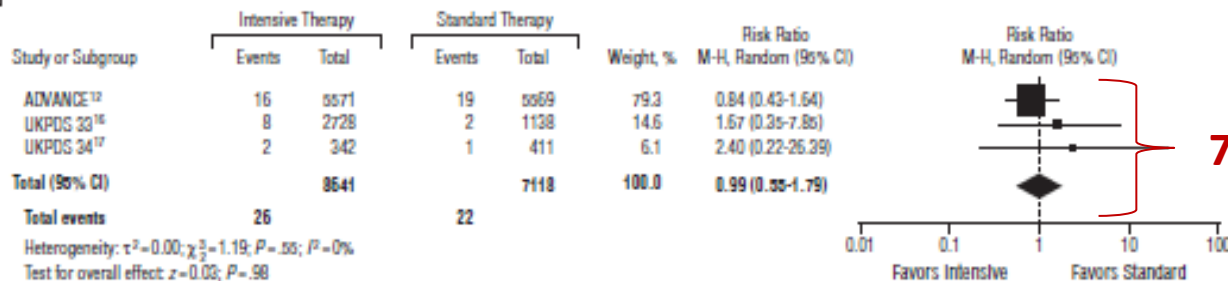 Intensive Therapy Standard Therapy
Risk Ratio Risk Ratio
Study or Subgroup Events Total Events Total Weight, % M-H, Random (95% CI) M-H, Random (95% CI)
ADVANCE¹² 16 5571 19 5569 79.3 0.84 (0.43-1.64)
UKPDS 33¹⁶ 8 2728 2 1138 14.6 1.67 (0.35-7.85)
UKPDS 34¹⁷ 2 342 1 411 6.1 2.40 (0.22-26.39)
7
Total (95% CI) 8641 7118 100.0 0.99 (0.55-1.79)
Total events 26 22
Heterogeneity: τ²=0.00; χ²₂=1.19; P=.55; I²=0%
Test for overall effect: z=0.03; P=.98
0.01 0.1 1 10 100
Favors Intensive Favors Standard